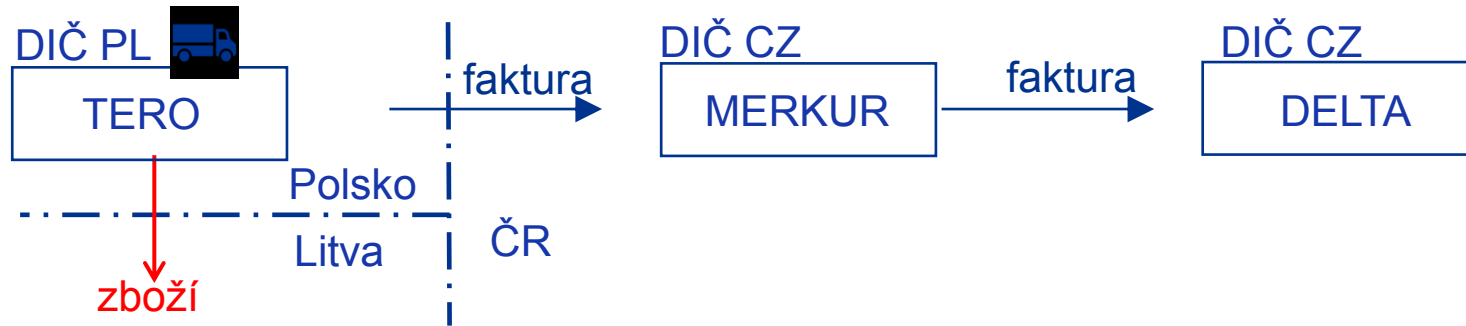 DIČ PL
TERO
faktura
DIČ CZ
MERKUR
faktura
DIČ CZ
DELTA
Polsko
Litva
ČR
zboží